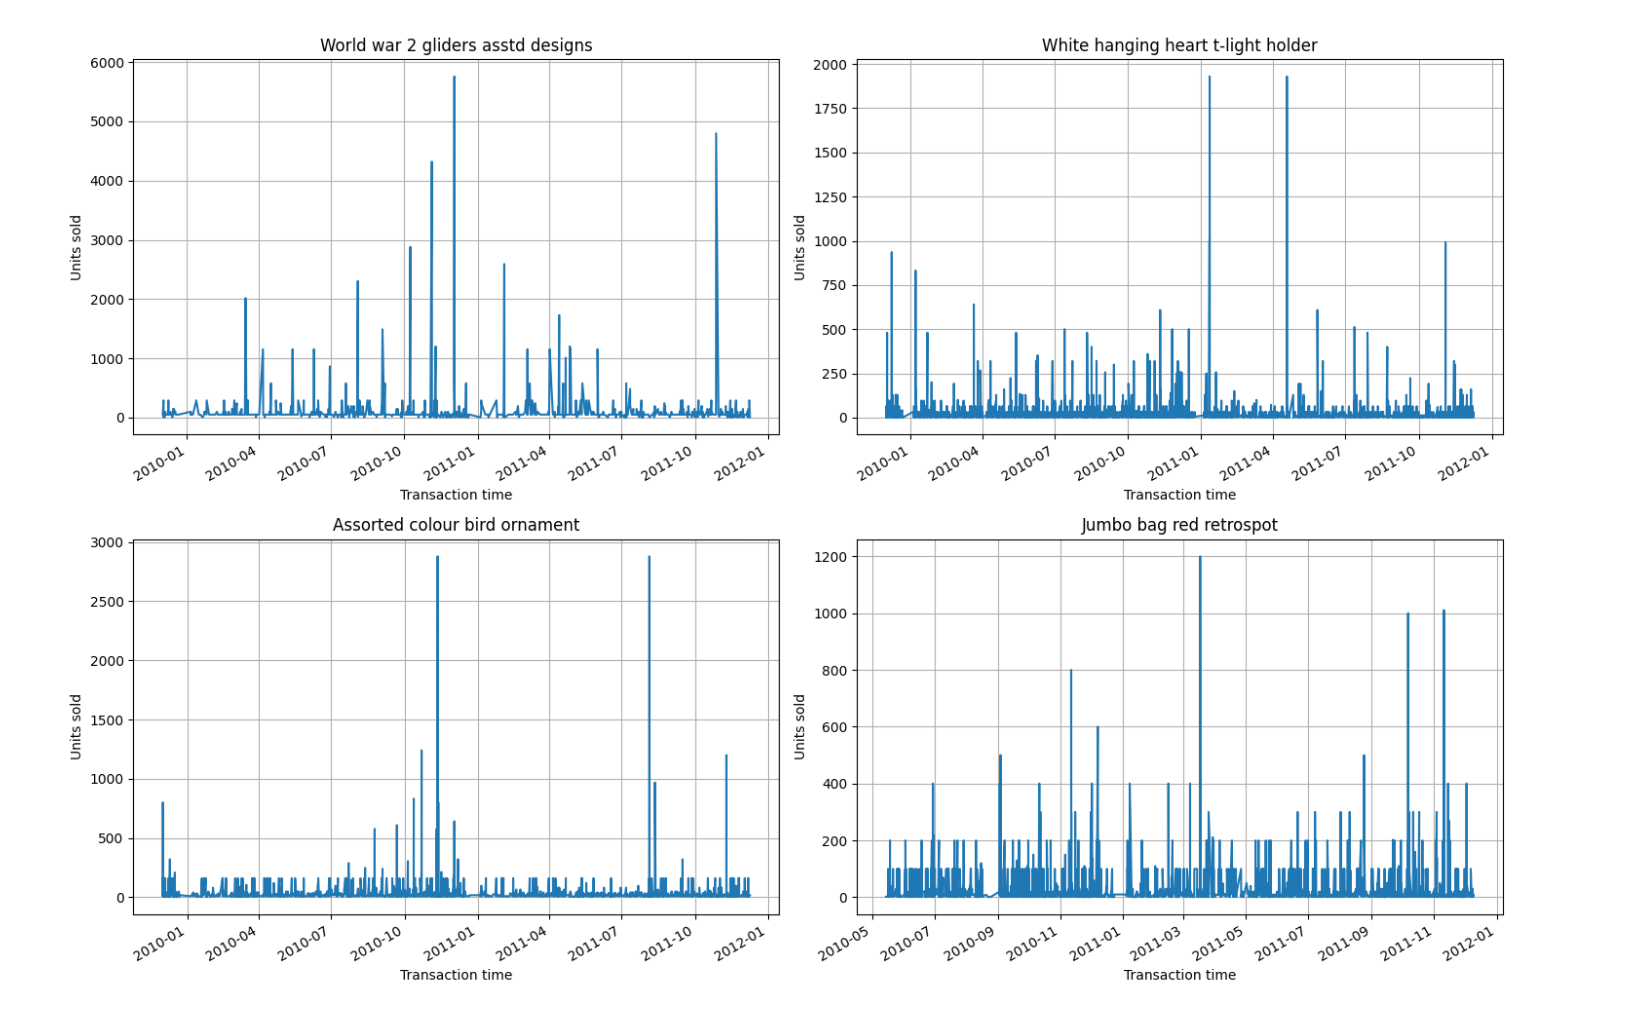 World war 2 gliders asstd designs
6000
5000
4000
3000
2000
1000
0
Units sold
2010-01 2010-04 2010-07 2010-10 2011-01 2011-04 2011-07 2011-10 2012-01
Transaction time
White hanging heart t-light holder
2000
1750
1500
1250
1000
750
500
250
0
Units sold
2010-01 2010-04 2010-07 2010-10 2011-01 2011-04 2011-07 2011-10 2012-01
Transaction time
Assorted colour bird ornament
3000
2500
2000
1500
1000
500
0
Units sold
2010-01 2010-04 2010-07 2010-10 2011-01 2011-04 2011-07 2011-10 2012-01
Transaction time
Jumbo bag red retrospot
1200
1000
800
600
400
200
0
Units sold
2010-05 2010-07 2010-09 2010-11 2011-01 2011-03 2011-05 2011-07 2011-09 2011-11 2012-01
Transaction time